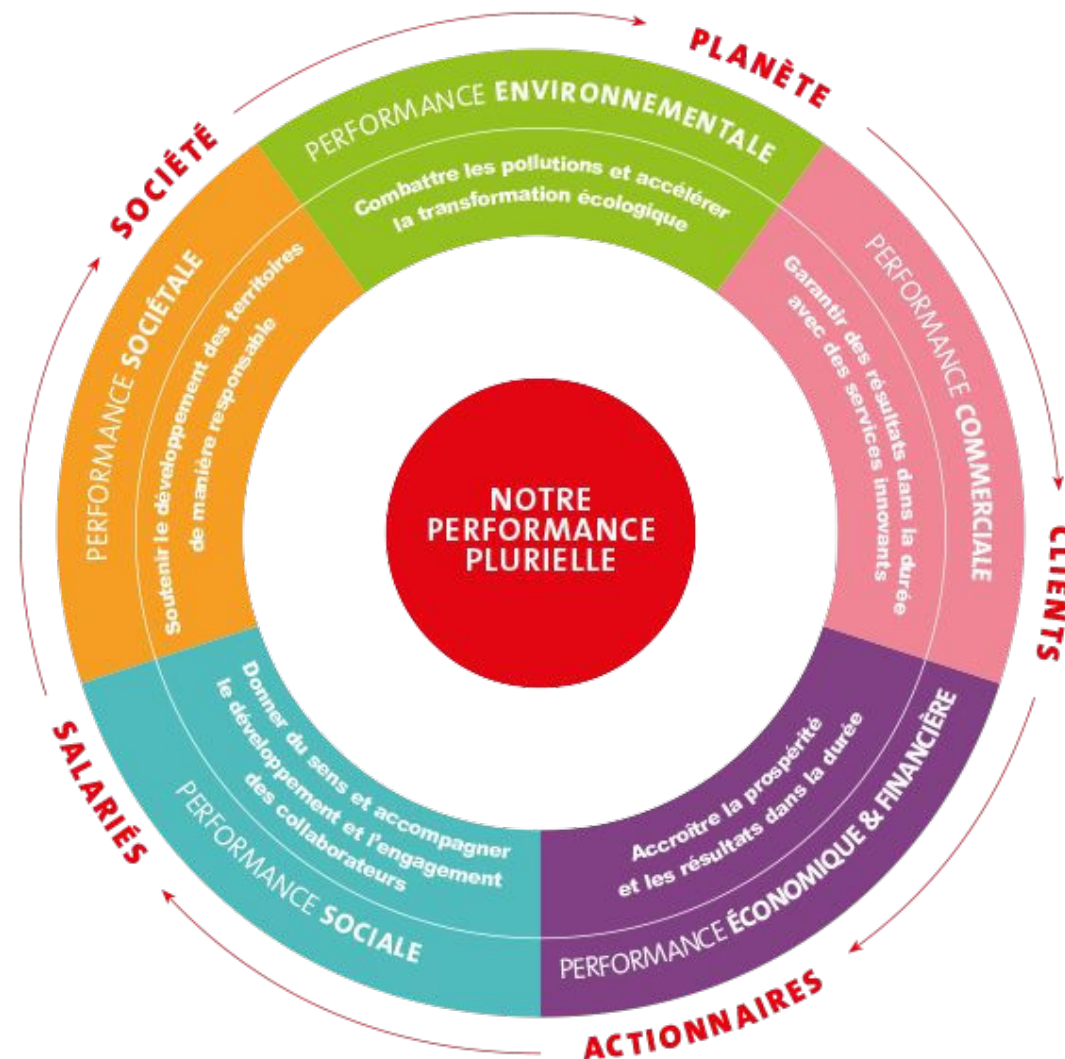 PLANÈTE
PERFORMANCE ENVIRONNEMENTALE
Combattre les pollutions et accélérer
la transformation écologique
CLIENTS
PERFORMANCE COMMERCIALE
Garantir des résultats dans la durée
avec des services innovants
ACTIONNAIRES
PERFORMANCE ÉCONOMIQUE & FINANCIÈRE
Accroître la prospérité
et les résultats dans la durée
SALARIÉS
PERFORMANCE SOCIALE
Donner du sens et accompagner
le développement et l'engagement
des collaborateurs
SOCIÉTÉ
PERFORMANCE SOCIÉTALE
Soutenir le développement des territoires
de manière responsable
NOTRE
PERFORMANCE
PLURIELLE